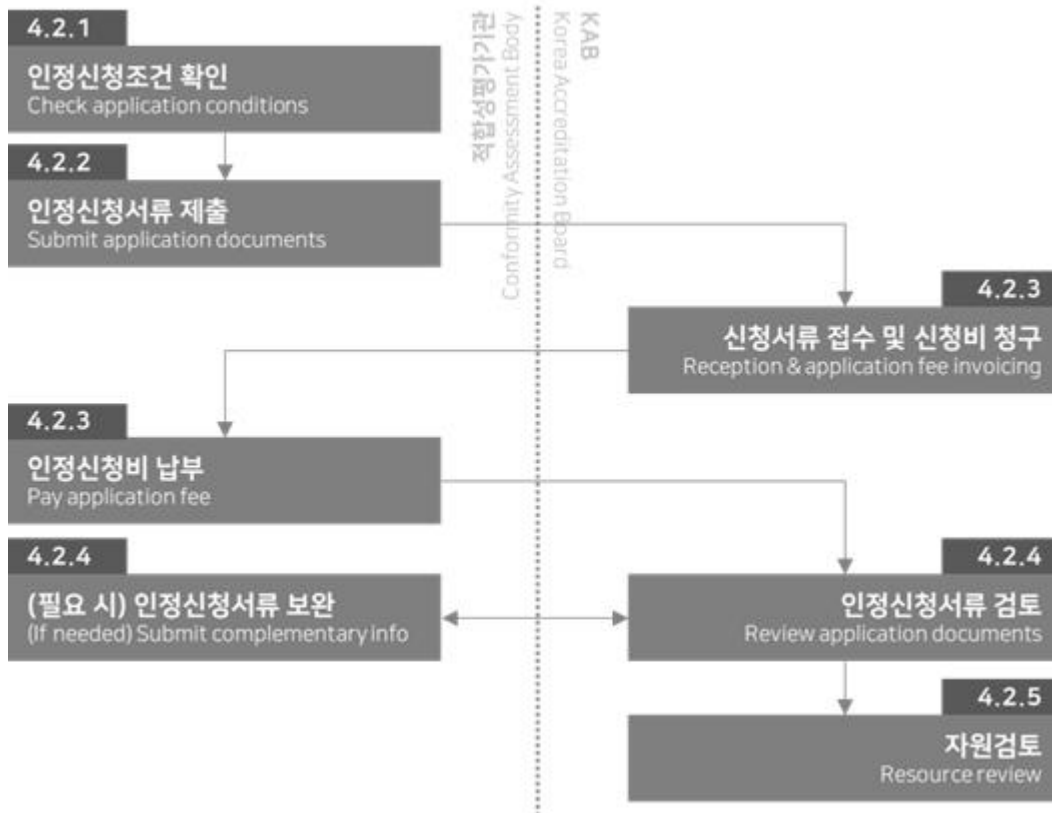 4.2.1
인정신청조건 확인
Check application conditions
적합성평가기관
Conformity Assessment Body
KAB
Korea Accreditation Board
4.2.2
인정신청서류 제출
Submit application documents
4.2.3
신청서류 접수 및 신청비 청구
Reception & application fee invoicing
4.2.3
인정신청비 납부
Pay application fee
4.2.4
(필요 시) 인정신청서류 보완
(If needed) Submit complementary info
4.2.4
인정신청서류 검토
Review application documents
4.2.5
자원검토
Resource review